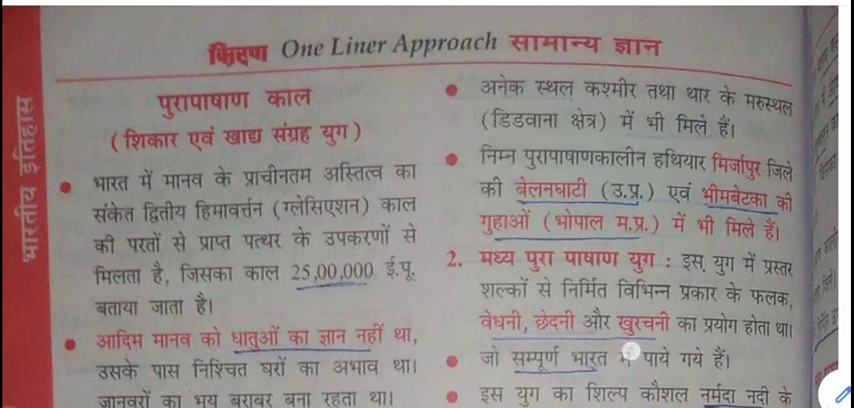 किरण One Liner Approach सामान्य ज्ञान
भारतीय इतिहास
पुरापाषाण काल
(शिकार एवं खाद्य संग्रह युग)
● भारत में मानव के प्राचीनतम अस्तित्व का
संकेत द्वितीय हिमावर्त्तन (ग्लेसिएशन) काल
की परतों से प्राप्त पत्थर के उपकरणों से
मिलता है, जिसका काल 25,00,000 ई.पू.
बताया जाता है।
● आदिम मानव को धातुओं का ज्ञान नहीं था,
उसके पास निश्चित घरों का अभाव था।
जानवरों का भय बराबर बना रहता था।
● अनेक स्थल कश्मीर तथा थार के मरुस्थल
(डिडवाना क्षेत्र) में भी मिले हैं।
● निम्न पुरापाषाणकालीन हथियार मिर्जापुर जिले
की बेलनघाटी (उ.प्र.) एवं भीमबेटका की
गुहाओं (भोपाल म.प्र.) में भी मिले हैं।
2. मध्य पुरा पाषाण युग : इस युग में प्रस्तर
शल्कों से निर्मित विभिन्न प्रकार के फलक,
वेधनी, छेदनी और खुरचनी का प्रयोग होता था।
● जो सम्पूर्ण भारत में पाये गये हैं।
● इस युग का शिल्प कौशल नर्मदा नदी के